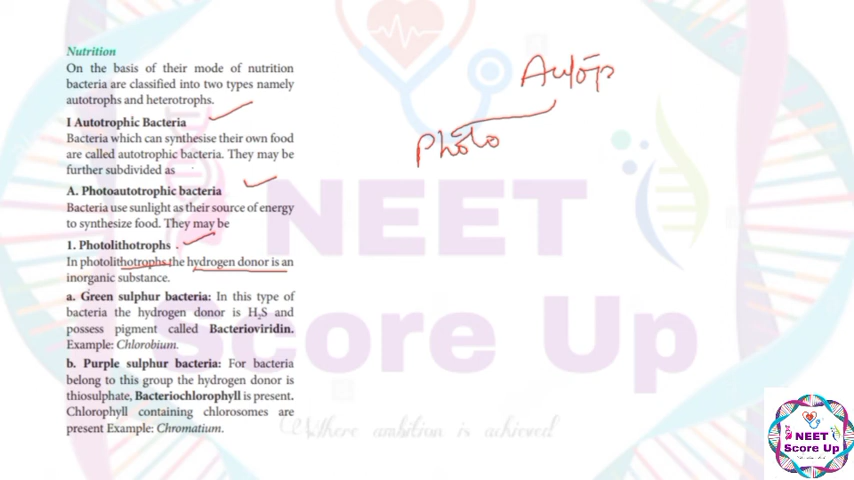 Nutrition
On the basis of their mode of nutrition
bacteria are classified into two types namely
autotrophs and heterotrophs.
I Autotrophic Bacteria
Bacteria which can synthesise their own food
are called autotrophic bacteria. They may be
further subdivided as
A. Photoautotrophic bacteria
Bacteria use sunlight as their source of energy
to synthesize food. They may be
1. Photolithotrophs .
In photolithotrophs the hydrogen donor is an
inorganic substance.
a. Green sulphur bacteria: In this type of
bacteria the hydrogen donor is H₂S and
possess pigment called Bacterioviridin.
Example: Chlorobium.
b. Purple sulphur bacteria: For bacteria
belong to this group the hydrogen donor is
thiosulphate, Bacteriochlorophyll is present.
Chlorophyll containing chlorosomes are
present Example: Chromatium.
Photo
NEET
Score Up
Where ambition is achieved
NEET
Score Up